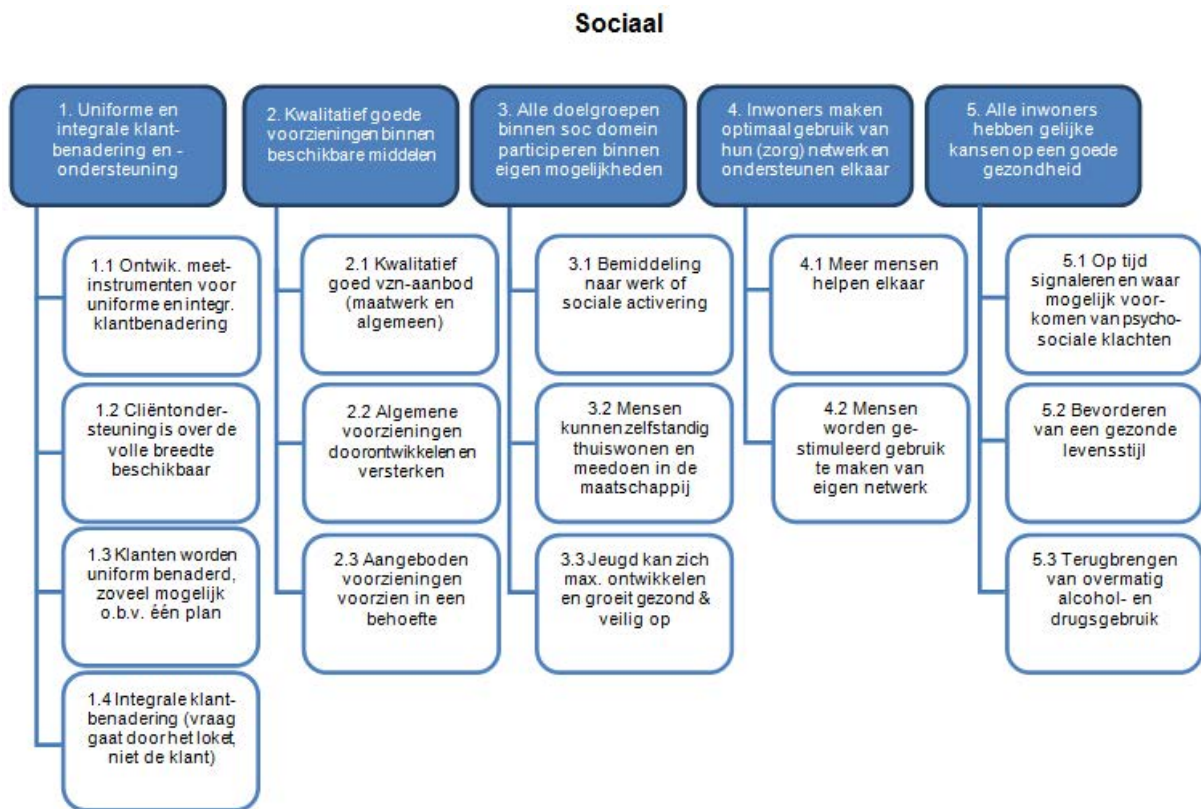 Sociaal
1. Uniforme en
integrale klant-
benadering en -
ondersteuning
1.1 Ontwik. meet-
instrumenten voor
uniforme en integr.
klantbenadering
1.2 Cliëntonder-
steuning is over de
volle breedte
beschikbaar
1.3 Klanten worden
uniform benaderd,
zoveel mogelijk
o.b.v. één plan
1.4 Integrale klant-
benadering (vraag
gaat door het loket,
niet de klant)
2. Kwalitatief goede
voorzieningen binnen
beschikbare middelen
2.1 Kwalitatief
goed vzn-aanbod
(maatwerk en
algemeen)
2.2 Algemene
voorzieningen
doorontwikkelen en
versterken
2.3 Aangeboden
voorzieningen
voorzien in een
behoefte
3. Alle doelgroepen
binnen soc domein
participeren binnen
eigen mogelijkheden
3.1 Bemiddeling
naar werk of
sociale activering
3.2 Mensen
kunnen zelfstandig
thuiswonen en
meedoen in de
maatschappij
3.3 Jeugd kan zich
max. ontwikkelen
en groeit gezond &
veilig op
4. Inwoners maken
optimaal gebruik van
hun (zorg) netwerk en
ondersteunen elkaar
4.1 Meer mensen
helpen elkaar
4.2 Mensen
worden ge-
stimuleerd gebruik
te maken van
eigen netwerk
5. Alle inwoners
hebben gelijke
kansen op een goede
gezondheid
5.1 Op tijd
signaleren en waar
mogelijk voor-
komen van psycho-
sociale klachten
5.2 Bevorderen
van een gezonde
levensstijl
5.3 Terugbrengen
van overmatig
alcohol- en
drugsgebruik